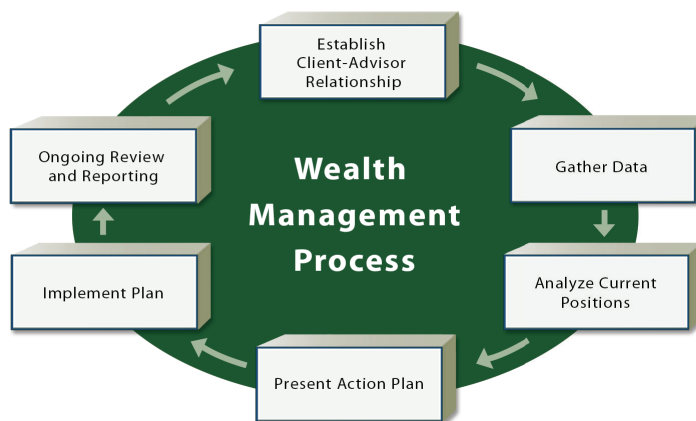 Establish
Client-Advisor
Relationship
Ongoing Review
and Reporting
Gather Data
Wealth
Management
Process
Implement Plan
Analyze Current
Positions
Present Action Plan